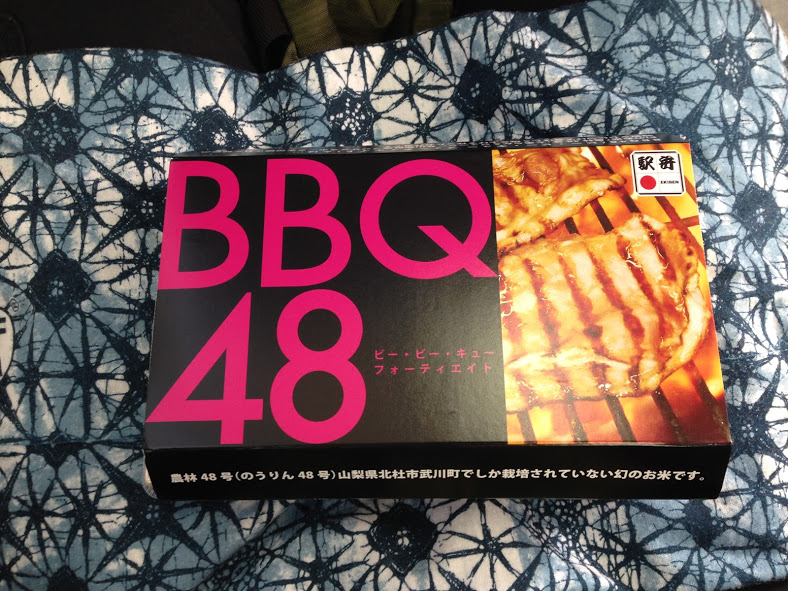 BBQ
48
ビー・ビー・キュー
フォーティエイト
駅弁
EKIBEN
農林48号(のうりん48号)山梨県北杜市武川町でしか栽培されていない幻のお米です。